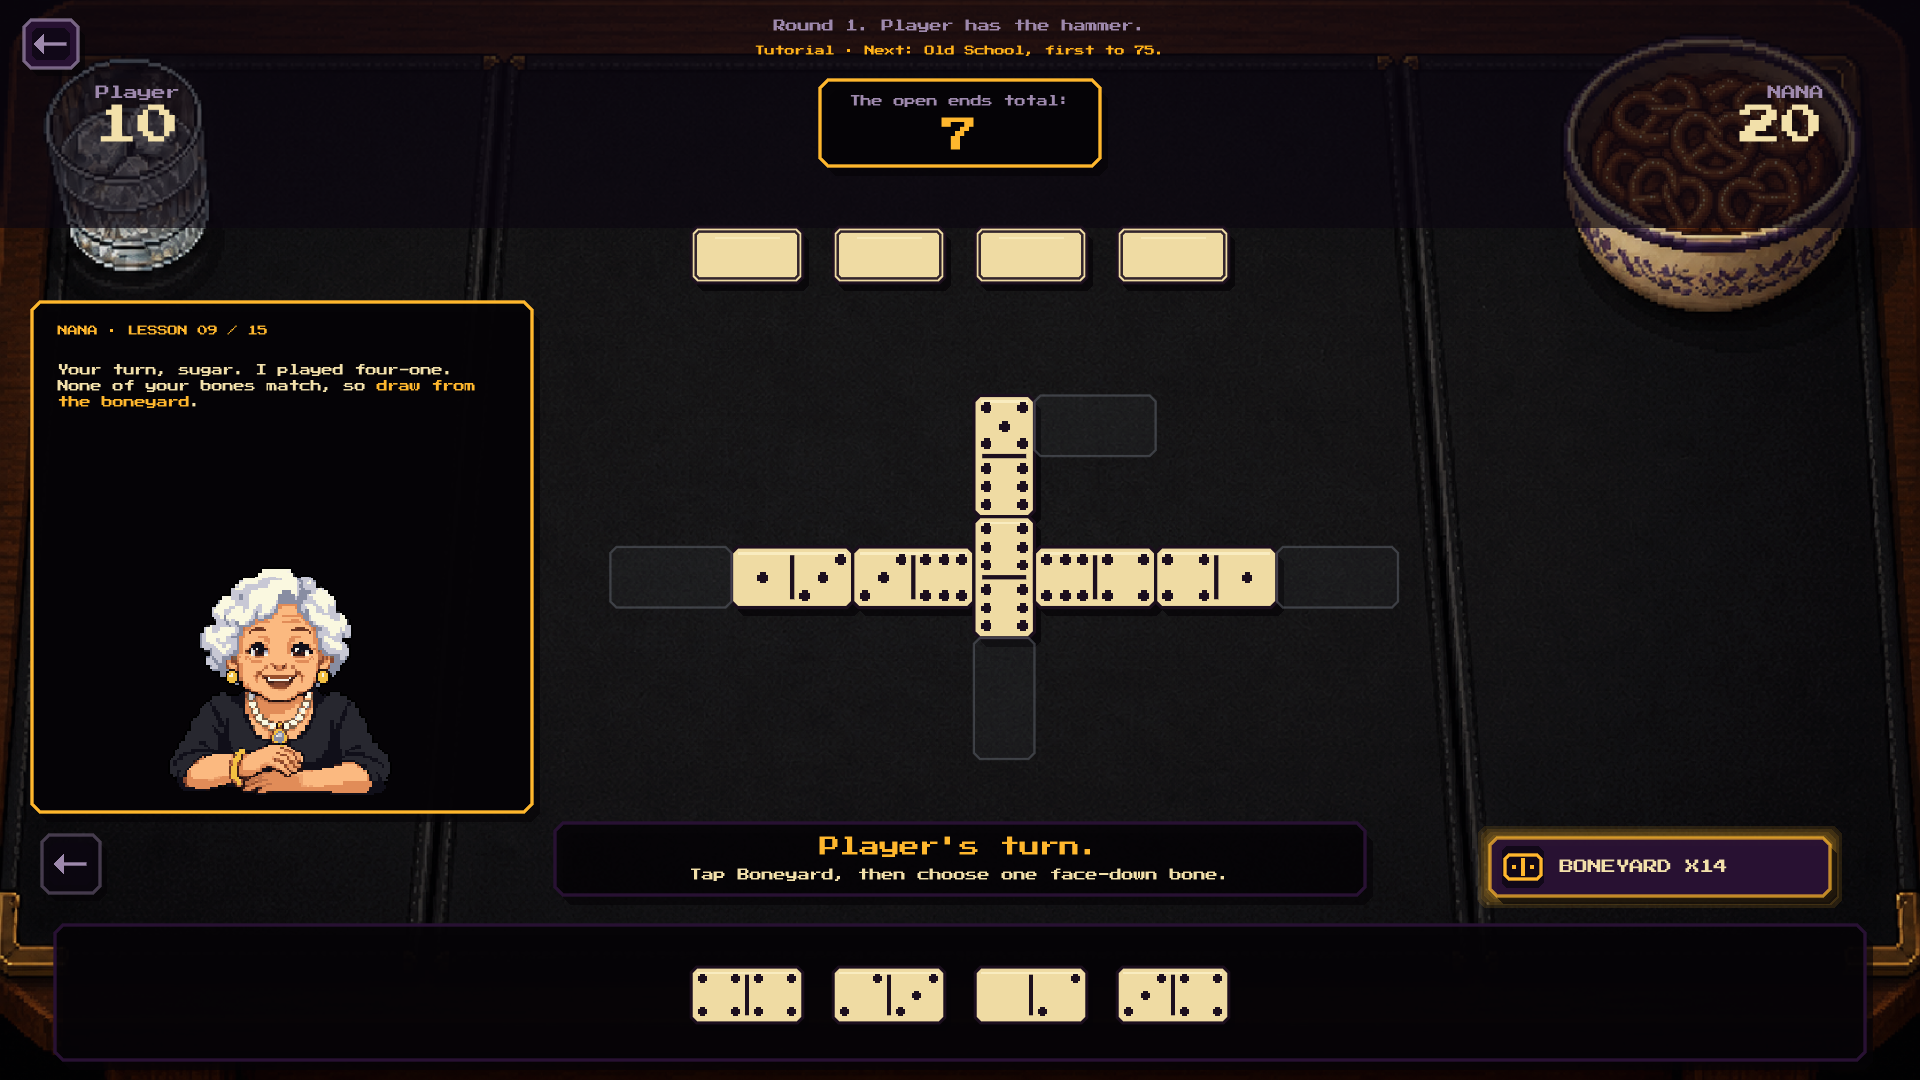 Round 1. Player has the hammer.
Tutorial · Next: Old School, first to 75.
Player
10
The open ends total:
7
NANA
20
NANA · LESSON 09 / 15
Your turn, sugar. I played four-one.
None of your bones match, so draw from
the boneyard.
Player's turn.
Tap Boneyard, then choose one face-down bone.
BONEYARD X14